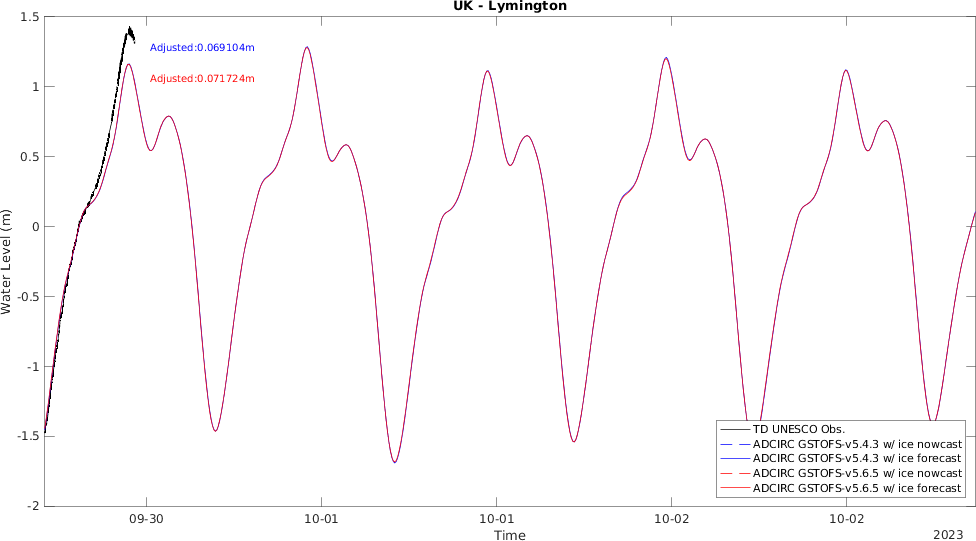 UK - Lymington
1.5
1
0.5
0
-0.5
-1
-1.5
-2
Water Level (m)
Adjusted:0.069104m
Adjusted:0.071724m
TD UNESCO Obs.
ADCIRC GSTOFS-v5.4.3 w/ ice nowcast
ADCIRC GSTOFS-v5.4.3 w/ ice forecast
ADCIRC GSTOFS-v5.6.5 w/ ice nowcast
ADCIRC GSTOFS-v5.6.5 w/ ice forecast
09-30 10-01 10-01 10-02 10-02
Time
2023